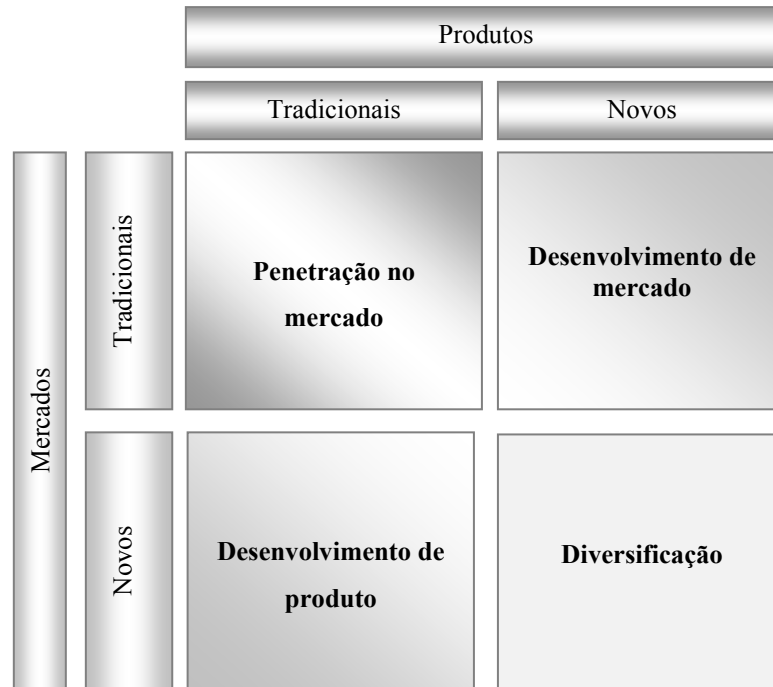 Produtos
Tradicionais
Novos
Mercados
Tradicionais
Penetração no
mercado
Desenvolvimento de
mercado
Novos
Desenvolvimento de
produto
Diversificação